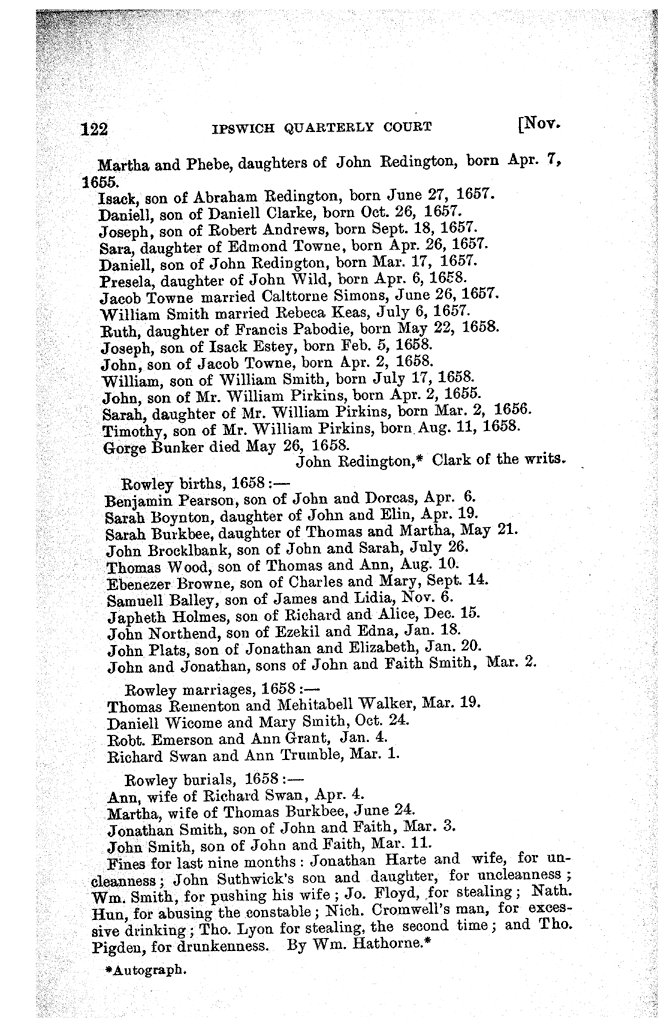 122 IPSWICH QUARTERLY COURT [Nov.
Martha and Phebe, daughters of John Redington, born Apr. 7,
1655.
Isack, son of Abraham Redington, born June 27, 1657.
Daniell, son of Daniell Clarke, born Oct. 26, 1657.
Joseph, son of Robert Andrews, born Sept. 18, 1657.
Sara, daughter of Edmond Towne, born Apr. 26, 1657.
Daniell, son of John Redington, born Mar. 17, 1657.
Presela, daughter of John Wild, born Apr. 6, 1658.
Jacob Towne married Calttorne Simons, June 26, 1657.
William Smith married Rebeca Keas, July 6, 1657.
Ruth, daughter of Francis Pabodie, born May 22, 1658.
Joseph, son of Isack Estey, born Feb. 5, 1658.
John, son of Jacob Towne, born Apr. 2, 1658.
William, son of William Smith, born July 17, 1658.
John, son of Mr. William Pirkins, born Apr. 2, 1655.
Sarah, daughter of Mr. William Pirkins, born Mar. 2, 1656.
Timothy, son of Mr. William Pirkins, born Aug. 11, 1658.
Gorge Bunker died May 26, 1658.
John Redington,* Clark of the writs.
Rowley births, 1658:—
Benjamin Pearson, son of John and Dorcas, Apr. 6.
Sarah Boynton, daughter of John and Elin, Apr. 19.
Sarah Burkbee, daughter of Thomas and Martha, May 21.
John Brocklbank, son of John and Sarah, July 26.
Thomas Wood, son of Thomas and Ann, Aug. 10.
Ebenezer Browne, son of Charles and Mary, Sept. 14.
Samuell Balley, son of James and Lidia, Nov. 6.
Japheth Holmes, son of Richard and Alice, Dec. 15.
John Northend, son of Ezekil and Edna, Jan. 18.
John Plats, son of Jonathan and Elizabeth, Jan. 20.
John and Jonathan, sons of John and Faith Smith, Mar. 2.
Rowley marriages, 1658:—
Thomas Rementon and Mehitabell Walker, Mar. 19.
Daniell Wicome and Mary Smith, Oct. 24.
Robt. Emerson and Ann Grant, Jan. 4.
Richard Swan and Ann Trumble, Mar. 1.
Rowley burials, 1658:—
Ann, wife of Richard Swan, Apr. 4.
Martha, wife of Thomas Burkbee, June 24.
Jonathan Smith, son of John and Faith, Mar. 3.
John Smith, son of John and Faith, Mar. 11.
Fines for last nine months: Jonathan Harte and wife, for un-
cleanness; John Suthwick's son and daughter, for uncleanness;
Wm. Smith, for pushing his wife; Jo. Floyd, for stealing; Nath.
Hun, for abusing the constable; Nich. Cromwell's man, for exces-
sive drinking; Tho. Lyon for stealing, the second time; and Tho.
Pigden, for drunkenness. By Wm. Hathorne.*
*Autograph.